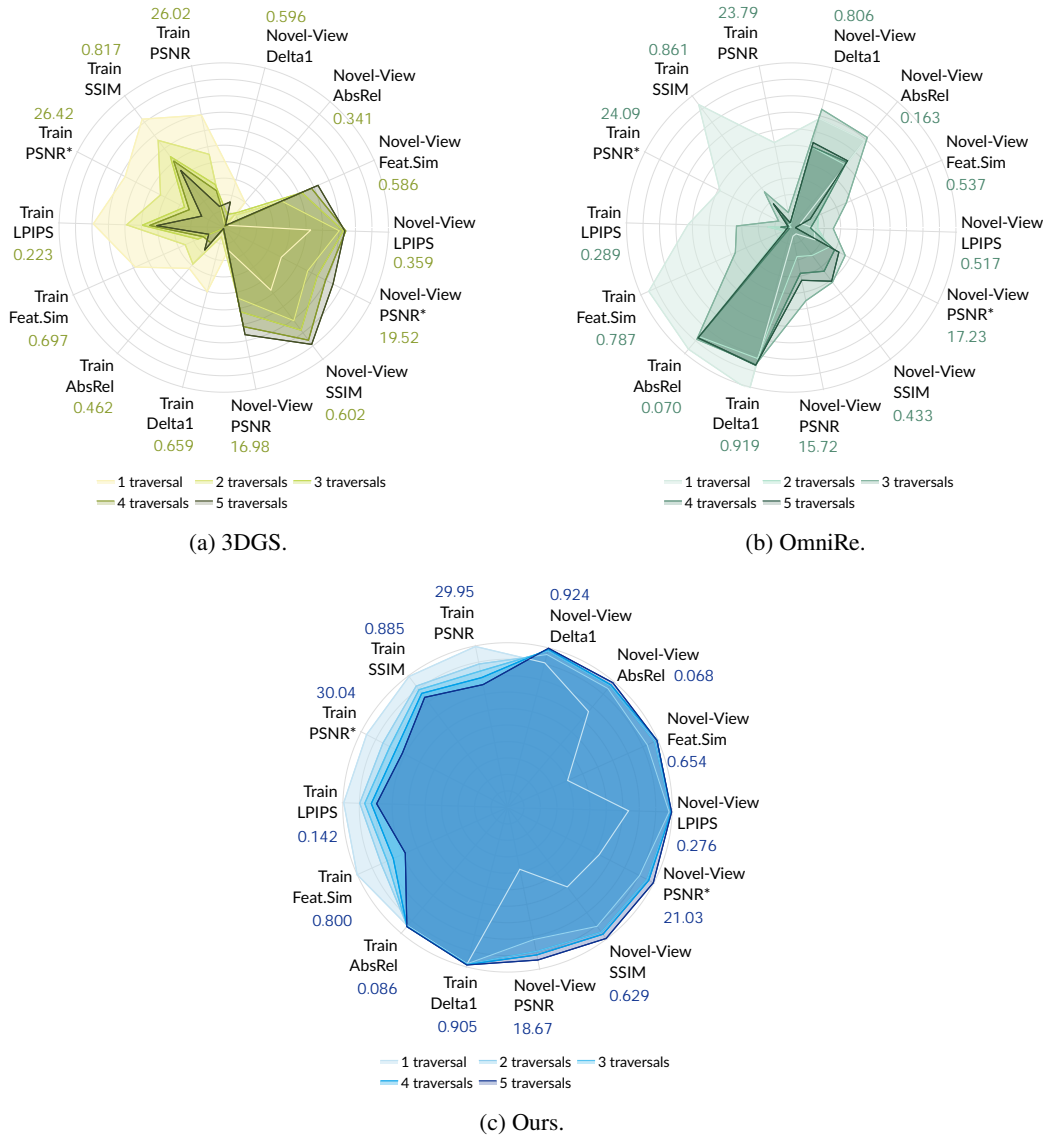 26.02
Train
PSNR
0.596
Novel-View
Delta1
Novel-View
AbsRel
0.341
Novel-View
Feat.Sim
0.586
Novel-View
LPIPS
0.359
Novel-View
PSNR*
19.52
Novel-View
SSIM
0.602
Novel-View
PSNR
16.98
Train
Delta1
0.659
Train
AbsRel
0.462
Train
Feat.Sim
0.697
Train
LPIPS
0.223
26.42
Train
PSNR*
0.817
Train
SSIM
1 traversal 2 traversals 3 traversals
4 traversals 5 traversals
(a) 3DGS.
23.79
Train
PSNR
0.806
Novel-View
Delta1
Novel-View
AbsRel
0.163
Novel-View
Feat.Sim
0.537
Novel-View
LPIPS
0.517
Novel-View
PSNR*
17.23
Novel-View
SSIM
0.433
Novel-View
PSNR
15.72
Train
Delta1
0.919
Train
AbsRel
0.070
Train
Feat.Sim
0.787
Train
LPIPS
0.289
24.09
Train
PSNR*
0.861
Train
SSIM
1 traversal 2 traversals 3 traversals
4 traversals 5 traversals
(b) OmniRe.
29.95
Train
PSNR
0.924
Novel-View
Delta1
Novel-View
AbsRel 0.068
Novel-View
Feat.Sim
0.654
Novel-View
LPIPS
0.276
Novel-View
PSNR*
21.03
Novel-View
SSIM
0.629
Novel-View
PSNR
18.67
Train
Delta1
0.905
Train
AbsRel
0.086
Train
Feat.Sim
0.800
Train
LPIPS
0.142
30.04
Train
PSNR*
0.885
Train
SSIM
1 traversal 2 traversals 3 traversals
4 traversals 5 traversals
(c) Ours.